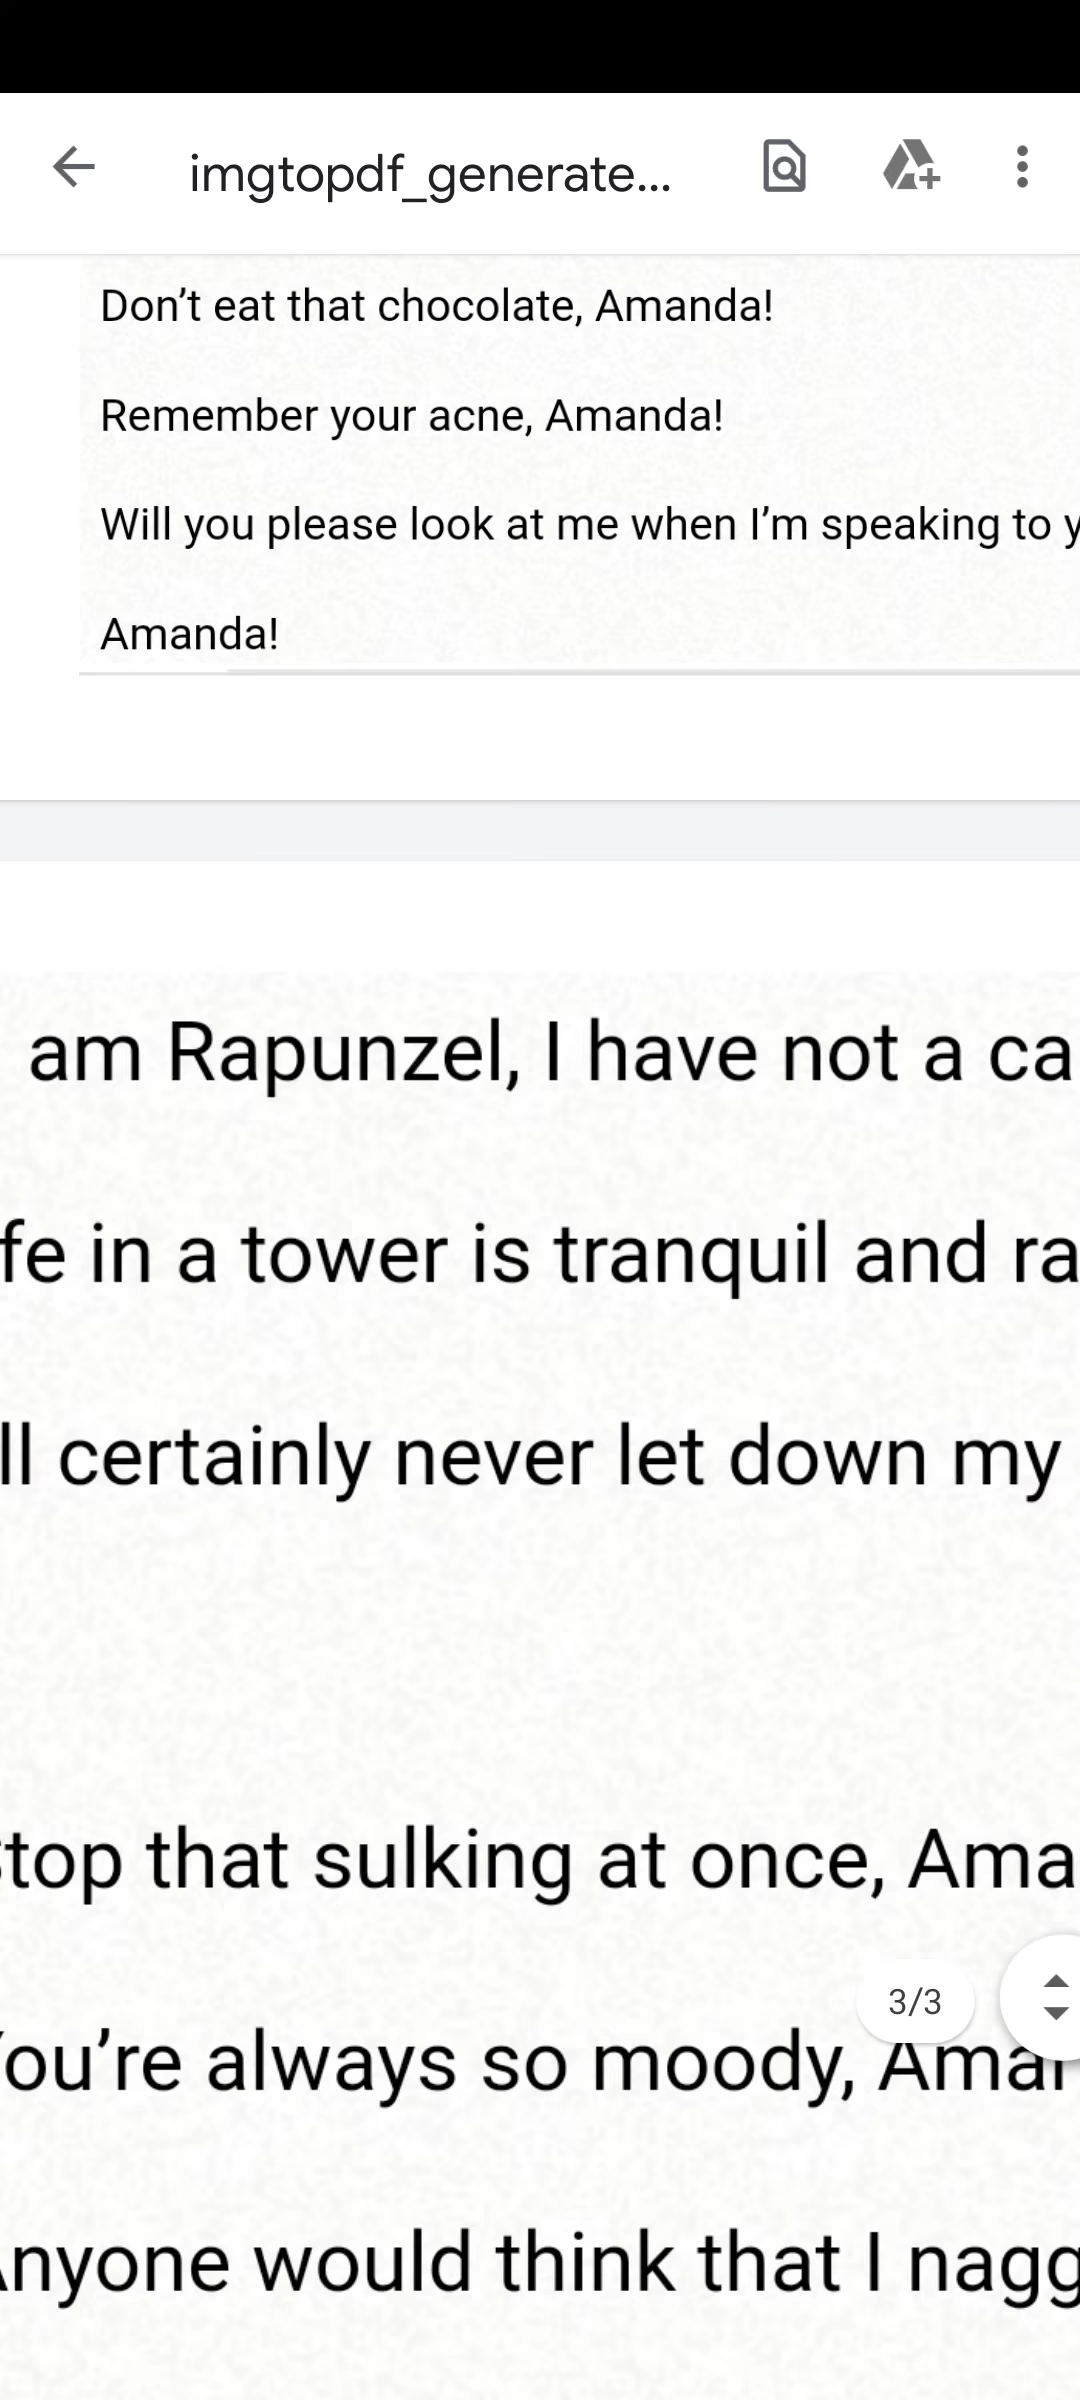 imgtopdf_generate...
Don’t eat that chocolate, Amanda!
Remember your acne, Amanda!
Will you please look at me when I’m speaking to y
Amanda!
am Rapunzel, I have not a ca
fe in a tower is tranquil and ra
ll certainly never let down my
top that sulking at once, Ama
3/3
ou’re always so moody, Aman
nyone would think that I nagg